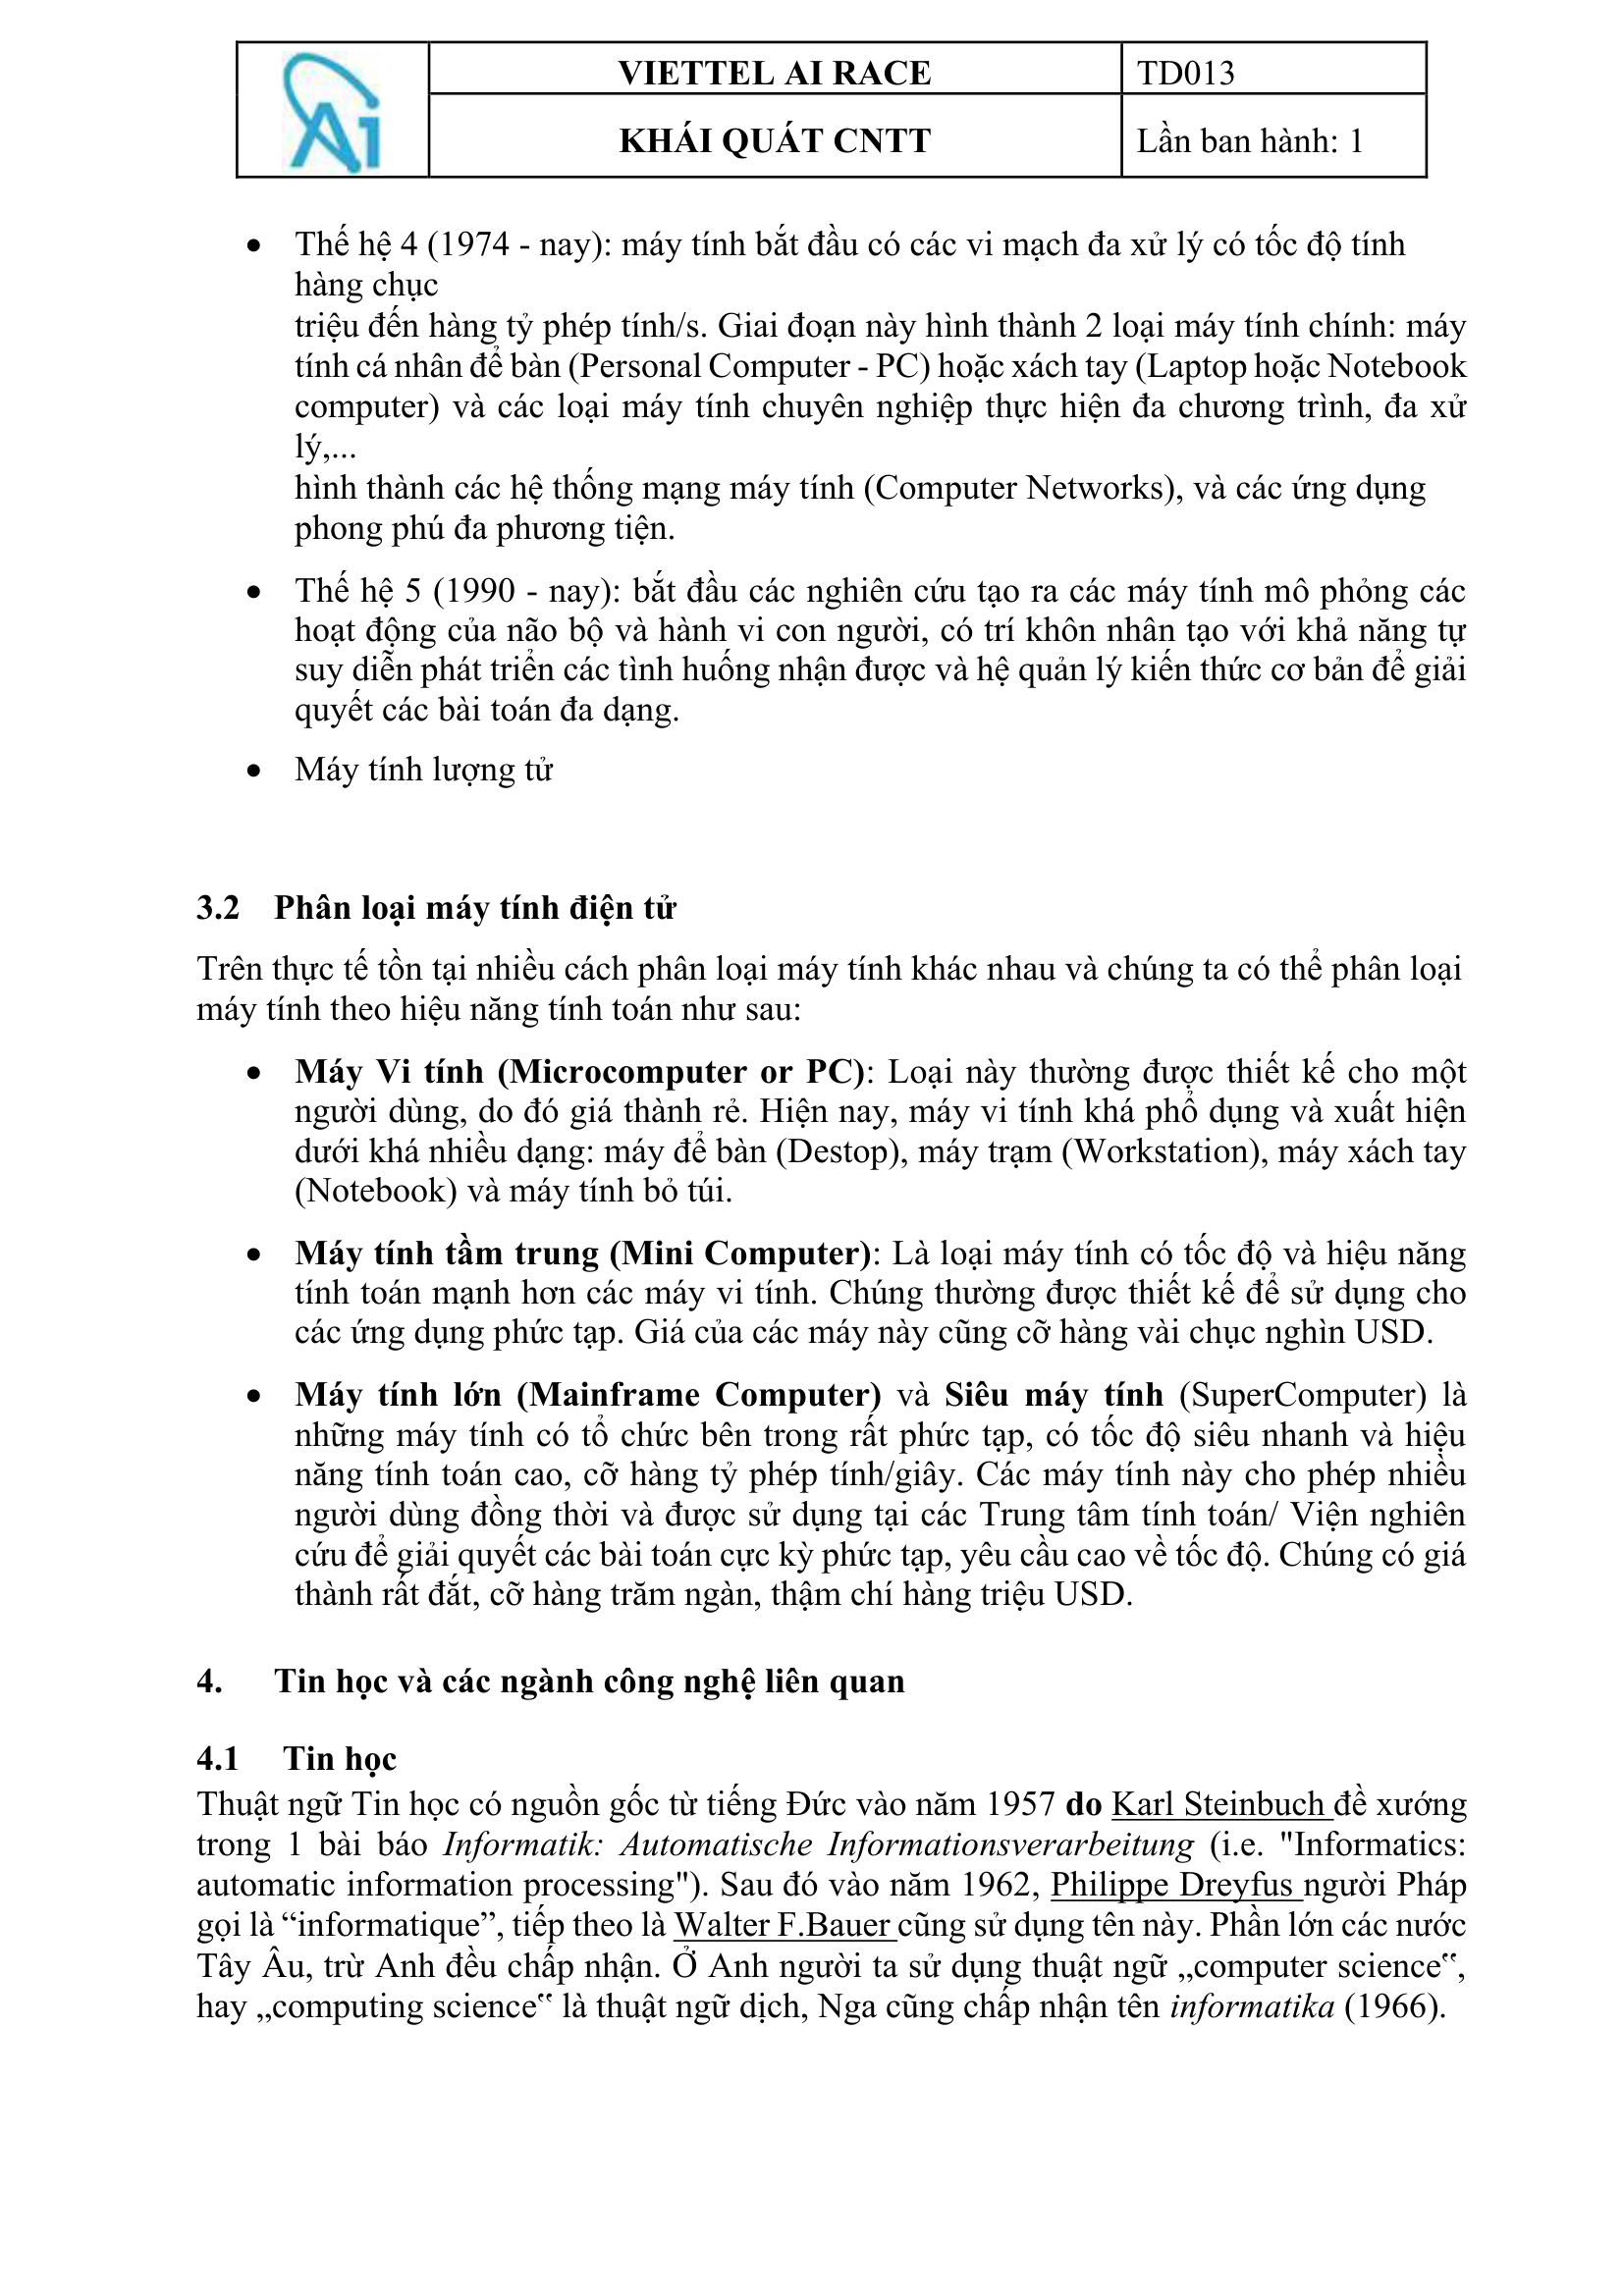 Ai
VIETTEL AI RACE
TD013
KHÁI QUÁT CNTT
Lần ban hành: 1
• Thế hệ 4 (1974 - nay): máy tính bắt đầu có các vi mạch đa xử lý có tốc độ tính
hàng chục
triệu đến hàng tỷ phép tính/s. Giai đoạn này hình thành 2 loại máy tính chính: máy
tính cá nhân để bàn (Personal Computer - PC) hoặc xách tay (Laptop hoặc Notebook
computer) và các loại máy tính chuyên nghiệp thực hiện đa chương trình, đa xử
lý,...
hình thành các hệ thống mạng máy tính (Computer Networks), và các ứng dụng
phong phú đa phương tiện.
• Thế hệ 5 (1990 - nay): bắt đầu các nghiên cứu tạo ra các máy tính mô phỏng các
hoạt động của não bộ và hành vi con người, có trí khôn nhân tạo với khả năng tự
suy diễn phát triển các tình huống nhận được và hệ quản lý kiến thức cơ bản để giải
quyết các bài toán đa dạng.
• Máy tính lượng tử
3.2 Phân loại máy tính điện tử
Trên thực tế tồn tại nhiều cách phân loại máy tính khác nhau và chúng ta có thể phân loại
máy tính theo hiệu năng tính toán như sau:
• Máy Vi tính (Microcomputer or PC): Loại này thường được thiết kế cho một
người dùng, do đó giá thành rẻ. Hiện nay, máy vi tính khá phổ dụng và xuất hiện
dưới khá nhiều dạng: máy để bàn (Destop), máy trạm (Workstation), máy xách tay
(Notebook) và máy tính bỏ túi.
• Máy tính tầm trung (Mini Computer): Là loại máy tính có tốc độ và hiệu năng
tính toán mạnh hơn các máy vi tính. Chúng thường được thiết kế để sử dụng cho
các ứng dụng phức tạp. Giá của các máy này cũng cỡ hàng vài chục nghìn USD.
• Máy tính lớn (Mainframe Computer) và Siêu máy tính (SuperComputer) là
những máy tính có tổ chức bên trong rất phức tạp, có tốc độ siêu nhanh và hiệu
năng tính toán cao, cỡ hàng tỷ phép tính/giây. Các máy tính này cho phép nhiều
người dùng đồng thời và được sử dụng tại các Trung tâm tính toán/ Viện nghiên
cứu để giải quyết các bài toán cực kỳ phức tạp, yêu cầu cao về tốc độ. Chúng có giá
thành rất đắt, cỡ hàng trăm ngàn, thậm chí hàng triệu USD.
4. Tin học và các ngành công nghệ liên quan
4.1 Tin học
Thuật ngữ Tin học có nguồn gốc từ tiếng Đức vào năm 1957 do Karl Steinbuch đề xướng
trong 1 bài báo Informatik: Automatische Informationsverarbeitung (i.e. "Informatics:
automatic information processing"). Sau đó vào năm 1962, Philippe Dreyfus người Pháp
gọi là “informatique”, tiếp theo là Walter F.Bauer cũng sử dụng tên này. Phần lớn các nước
Tây Âu, trừ Anh đều chấp nhận. Ở Anh người ta sử dụng thuật ngữ „computer science‟,
hay „computing science‟ là thuật ngữ dịch, Nga cũng chấp nhận tên informatika (1966).